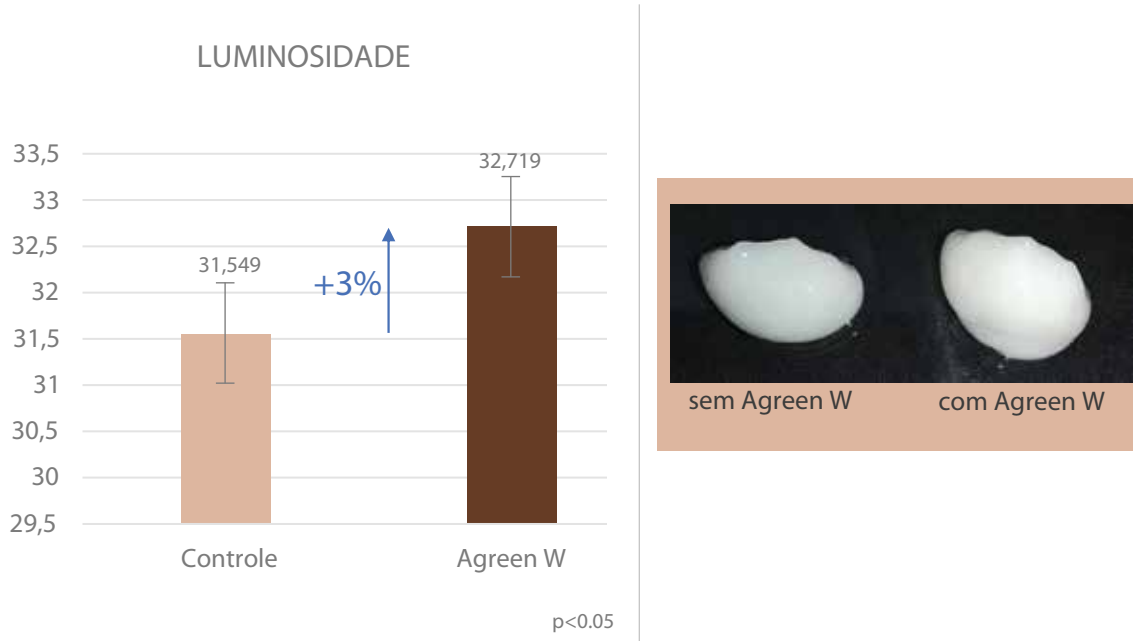 LUMINOSIDADE
33,5
33
32,5
32
31,5
31
30,5
30
29,5
31,549
32,719
+3%
Controle
Agreen W
p<0.05
sem Agreen W
com Agreen W